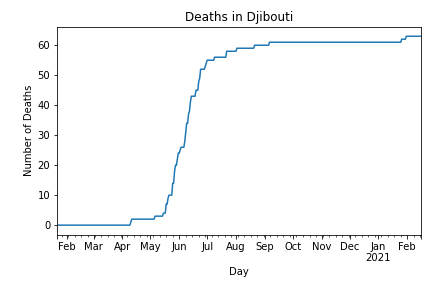 Deaths in Djibouti
Number of Deaths
60
50
40
30
20
10
0
Feb Mar Apr May Jun Jul Aug Sep Oct Nov Dec Jan Feb
2021
Day